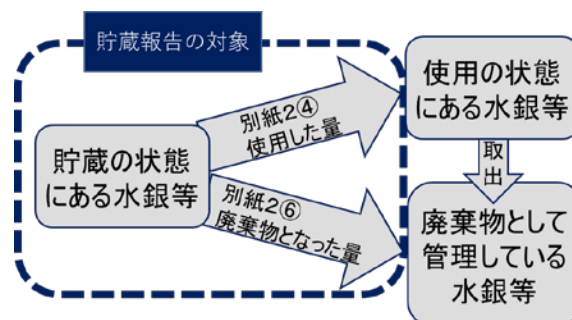 貯蔵報告の対象
貯蔵の状態
にある水銀等
別紙2④
使用した量
別紙2⑥
廃棄物となった量
使用の状態
にある水銀等
取出
廃棄物として
管理している
水銀等